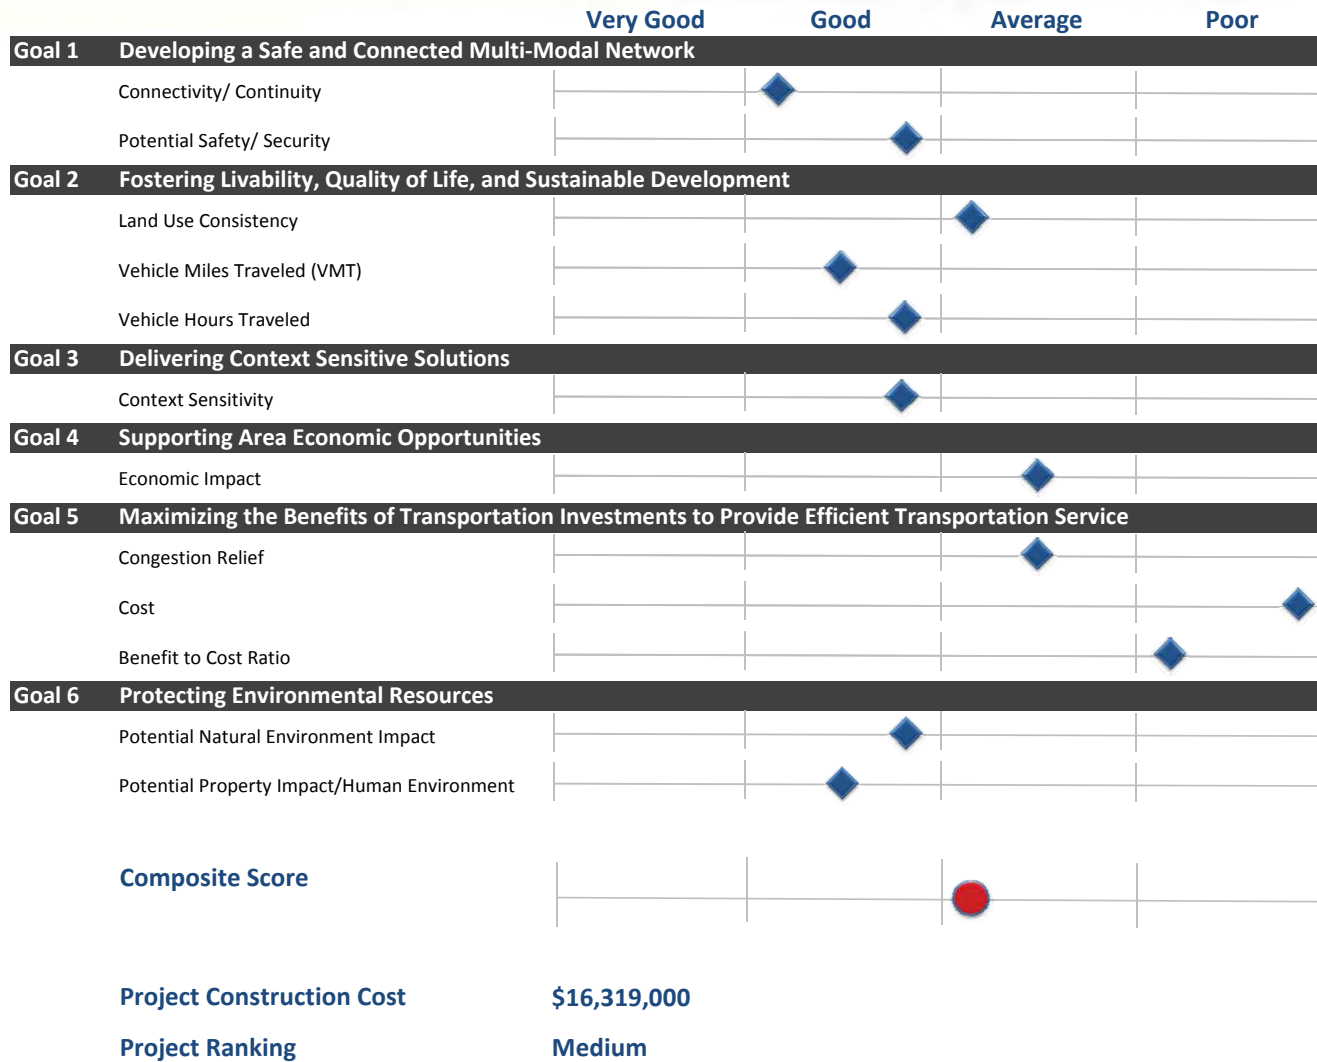 Very Good Good Average Poor
Goal 1 Developing a Safe and Connected Multi-Modal Network
Connectivity/ Continuity
Potential Safety/ Security
Goal 2 Fostering Livability, Quality of Life, and Sustainable Development
Land Use Consistency
Vehicle Miles Traveled (VMT)
Vehicle Hours Traveled
Goal 3 Delivering Context Sensitive Solutions
Context Sensitivity
Goal 4 Supporting Area Economic Opportunities
Economic Impact
Goal 5 Maximizing the Benefits of Transportation Investments to Provide Efficient Transportation Service
Congestion Relief
Cost
Benefit to Cost Ratio
Goal 6 Protecting Environmental Resources
Potential Natural Environment Impact
Potential Property Impact/Human Environment
Composite Score
Project Construction Cost $16,319,000
Project Ranking Medium